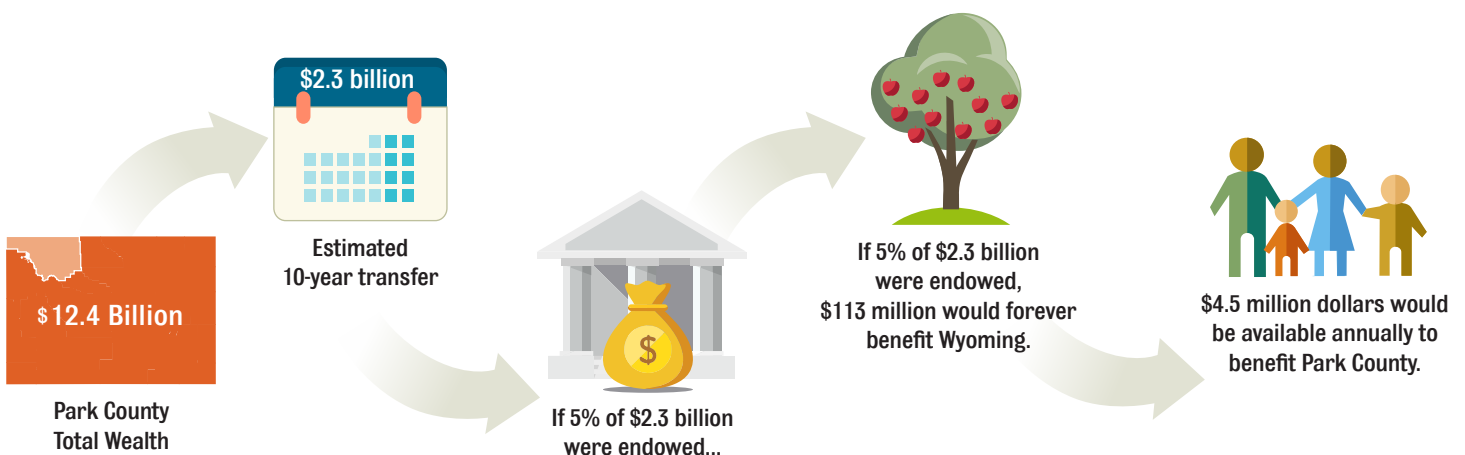 $12.4 Billion
Park County
Total Wealth
$2.3 billion
Estimated
10-year transfer
$
If 5% of $2.3 billion
were endowed...
If 5% of $2.3 billion
were endowed,
$113 million would forever
benefit Wyoming.
$4.5 million dollars would
be available annually to
benefit Park County.